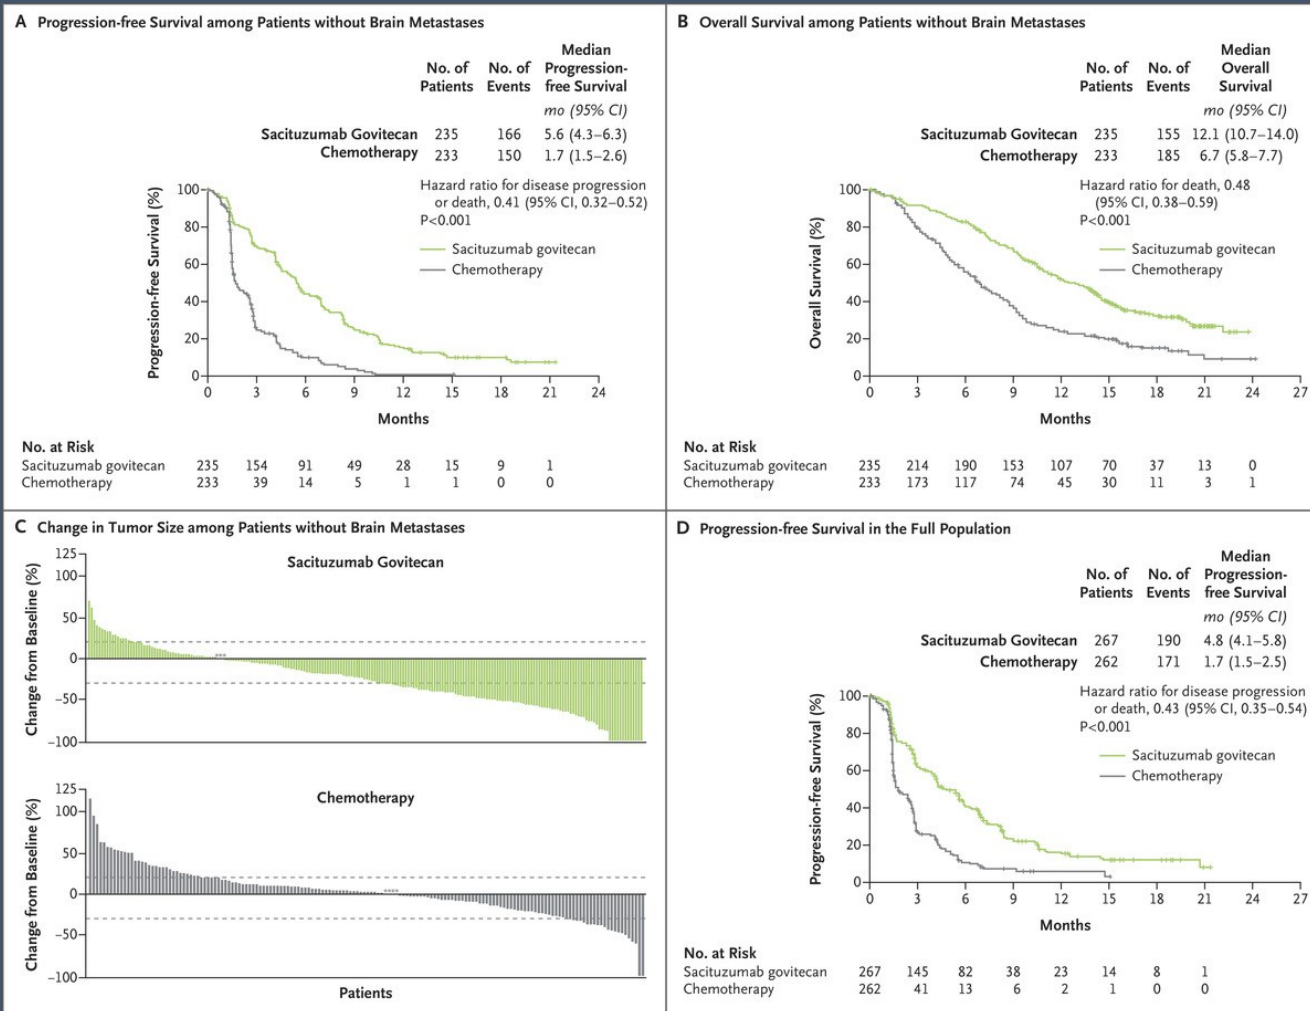 A Progression-free Survival among Patients without Brain Metastases
Median
No. of No. of Progression-
Patients Events free Survival
mo (95% CI)
Sacituzumab Govitecan 235 166 5.6 (4.3–6.3)
Chemotherapy 233 150 1.7 (1.5–2.6)
Hazard ratio for disease progression
or death, 0.41 (95% CI, 0.32–0.52)
P<0.001
Sacituzumab govitecan
Chemotherapy
Progression-free Survival (%)
100
80
60
40
20
0
0 3 6 9 12 15 18 21 24
Months
No. at Risk
Sacituzumab govitecan 235 154 91 49 28 15 9 1
Chemotherapy 233 39 14 5 1 1 0 0
B Overall Survival among Patients without Brain Metastases
Median
No. of No. of Overall
Patients Events Survival
mo (95% CI)
Sacituzumab Govitecan 235 155 12.1 (10.7–14.0)
Chemotherapy 233 185 6.7 (5.8–7.7)
Hazard ratio for death, 0.48
(95% CI, 0.38–0.59)
P<0.001
Sacituzumab govitecan
Chemotherapy
Overall Survival (%)
100
80
60
40
20
0
0 3 6 9 12 15 18 21 24 27
Months
No. at Risk
Sacituzumab govitecan 235 214 190 153 107 70 37 13 0
Chemotherapy 233 173 117 74 45 30 11 3 1
C Change in Tumor Size among Patients without Brain Metastases
Sacituzumab Govitecan
Change from Baseline (%)
125
100
50
0
–50
–100
***
Chemotherapy
Change from Baseline (%)
125
100
50
0
–50
–100
****
Patients
D Progression-free Survival in the Full Population
Median
No. of No. of Progression-
Patients Events free Survival
mo (95% CI)
Sacituzumab Govitecan 267 190 4.8 (4.1–5.8)
Chemotherapy 262 171 1.7 (1.5–2.5)
Hazard ratio for disease progression
or death, 0.43 (95% CI, 0.35–0.54)
P<0.001
Sacituzumab govitecan
Chemotherapy
Progression-free Survival (%)
100
80
60
40
20
0
0 3 6 9 12 15 18 21 24 27
Months
No. at Risk
Sacituzumab govitecan 267 145 82 38 23 14 8 1
Chemotherapy 262 41 13 6 2 1 0 0